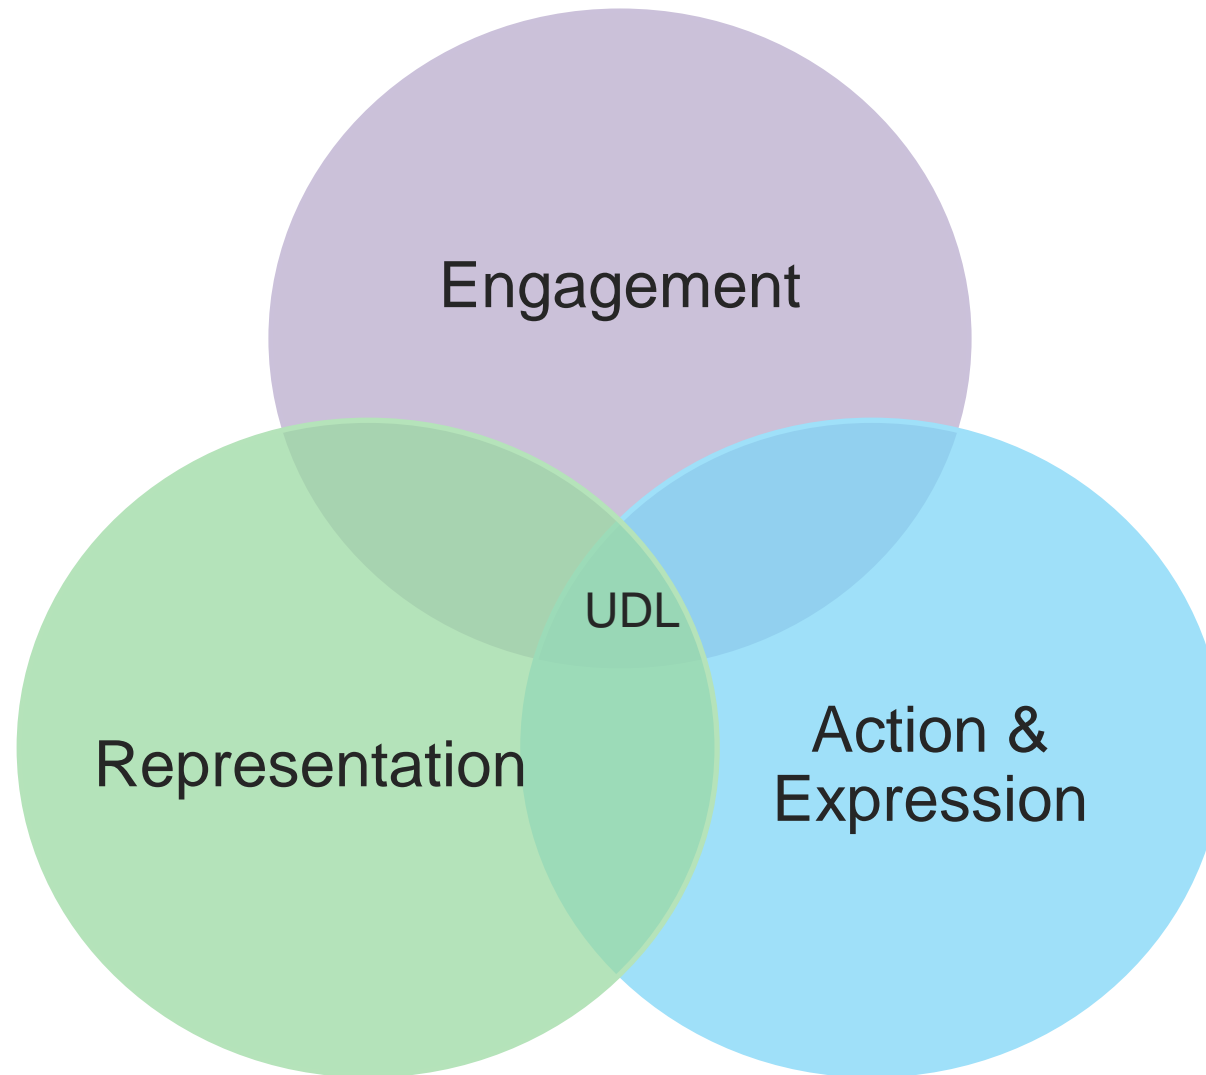 Engagement
UDL
Representation
Action &
Expression